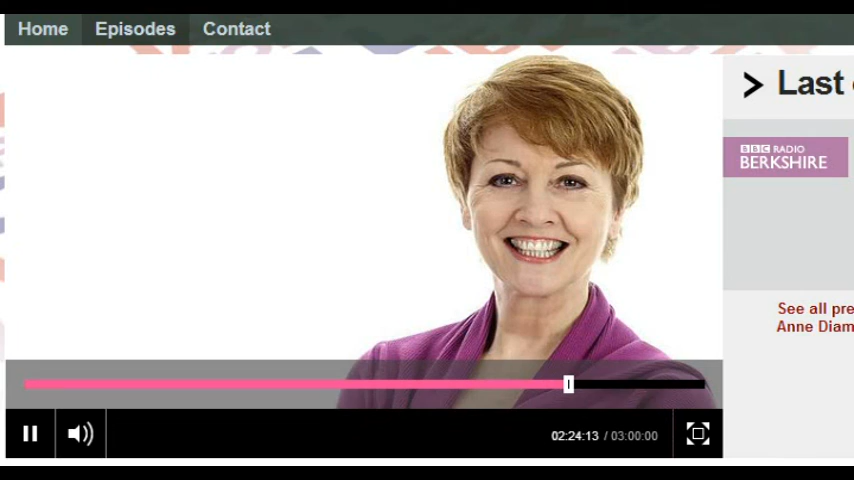 Home Episodes Contact
Last
BBC RADIO
BERKSHIRE
See all pre
Anne Diam
02:24:13 / 03:00:00